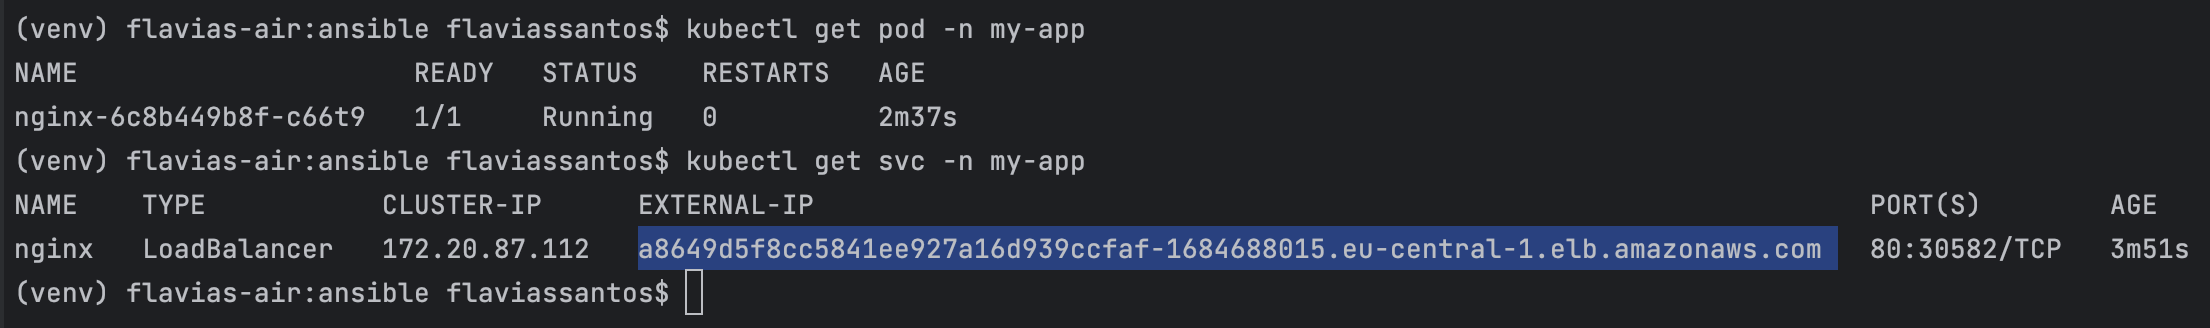 (venv) flavias-air:ansible flaviassantos$ kubectl get pod -n my-app
NAME                     READY   STATUS    RESTARTS   AGE
nginx-6c8b449b8f-c66t9   1/1     Running   0          2m37s
(venv) flavias-air:ansible flaviassantos$ kubectl get svc -n my-app
NAME    TYPE           CLUSTER-IP      EXTERNAL-IP                                                                  PORT(S)        AGE
nginx   LoadBalancer   172.20.87.112   a8649d5f8cc5841ee927a16d939ccfaf-1684688015.eu-central-1.elb.amazonaws.com   80:30582/TCP   3m51s
(venv) flavias-air:ansible flaviassantos$